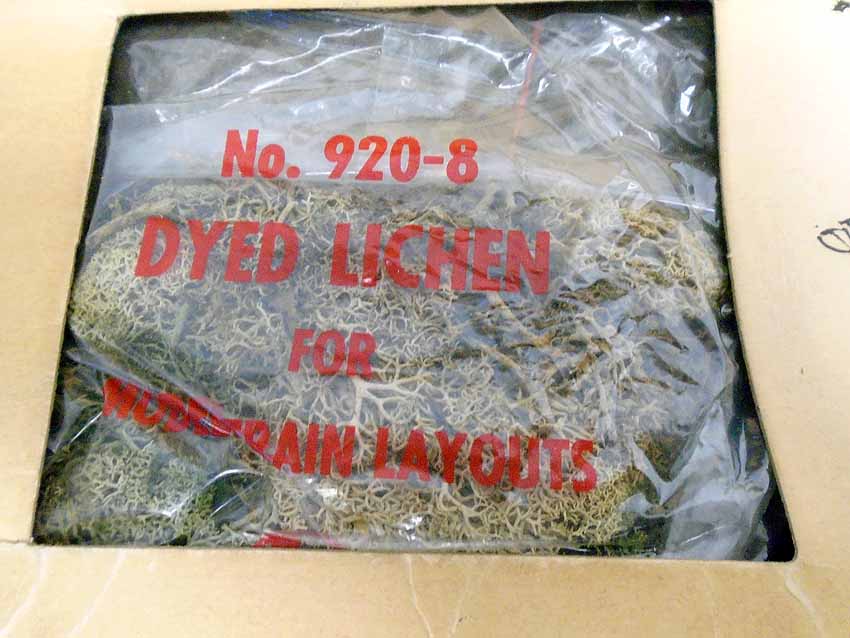 No. 920-8
DYED LICHEN
FOR
MODEL TRAIN LAYOUTS